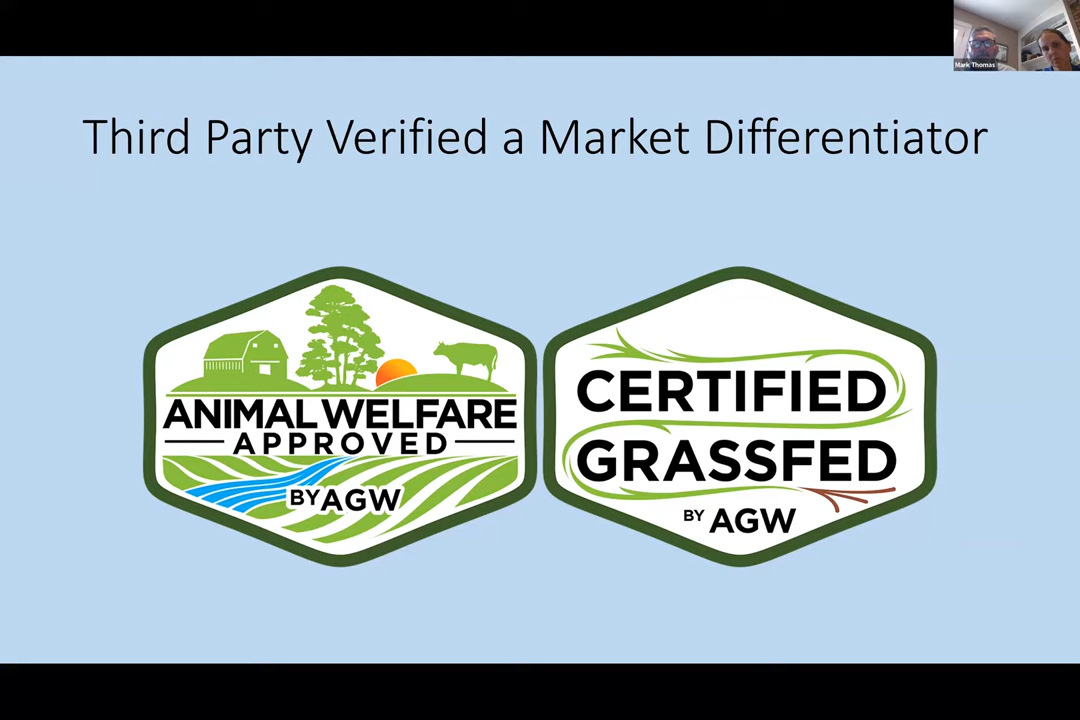 Mark Thomas
Third Party Verified a Market Differentiator
ANIMAL WELFARE
APPROVED
BY AGW
CERTIFIED
GRASSFED
BY AGW